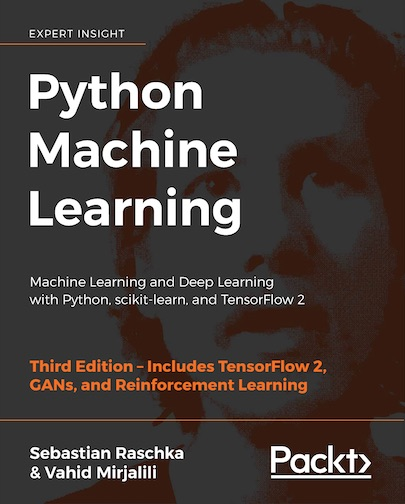 EXPERT INSIGHT
Python
Machine
Learning
Machine Learning and Deep Learning
with Python, scikit-learn, and TensorFlow 2
Third Edition – Includes TensorFlow 2,
GANs, and Reinforcement Learning
Sebastian Raschka
& Vahid Mirjalili
Packt>